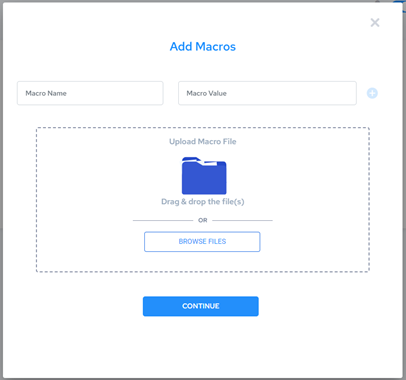 Add Macros
Macro Name
Macro Value
Upload Macro File
Drag & drop the file(s)
OR
BROWSE FILES
CONTINUE